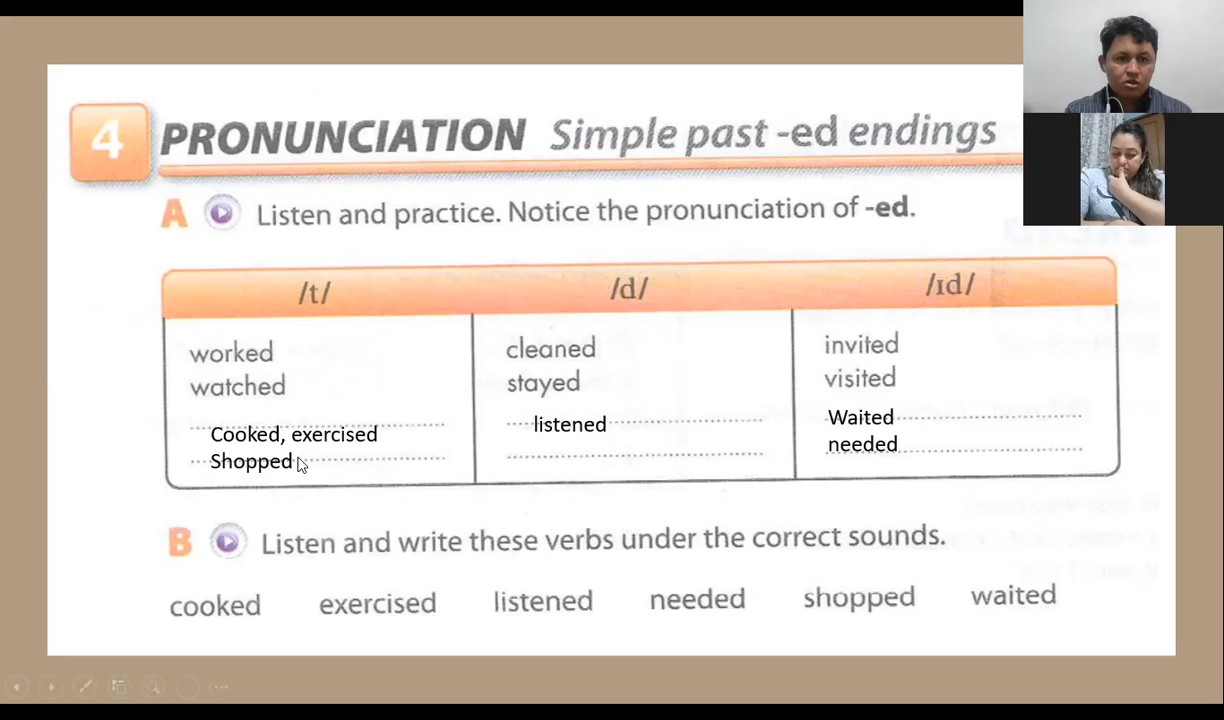 4 PRONUNCIATION Simple past -ed endings
A Listen and practice. Notice the pronunciation of -ed.
/t/ /d/ /ɪd/
worked cleaned invited
watched stayed visited
Cooked, exercised listened Waited
Shopped needed
B Listen and write these verbs under the correct sounds.
cooked exercised listened needed shopped waited